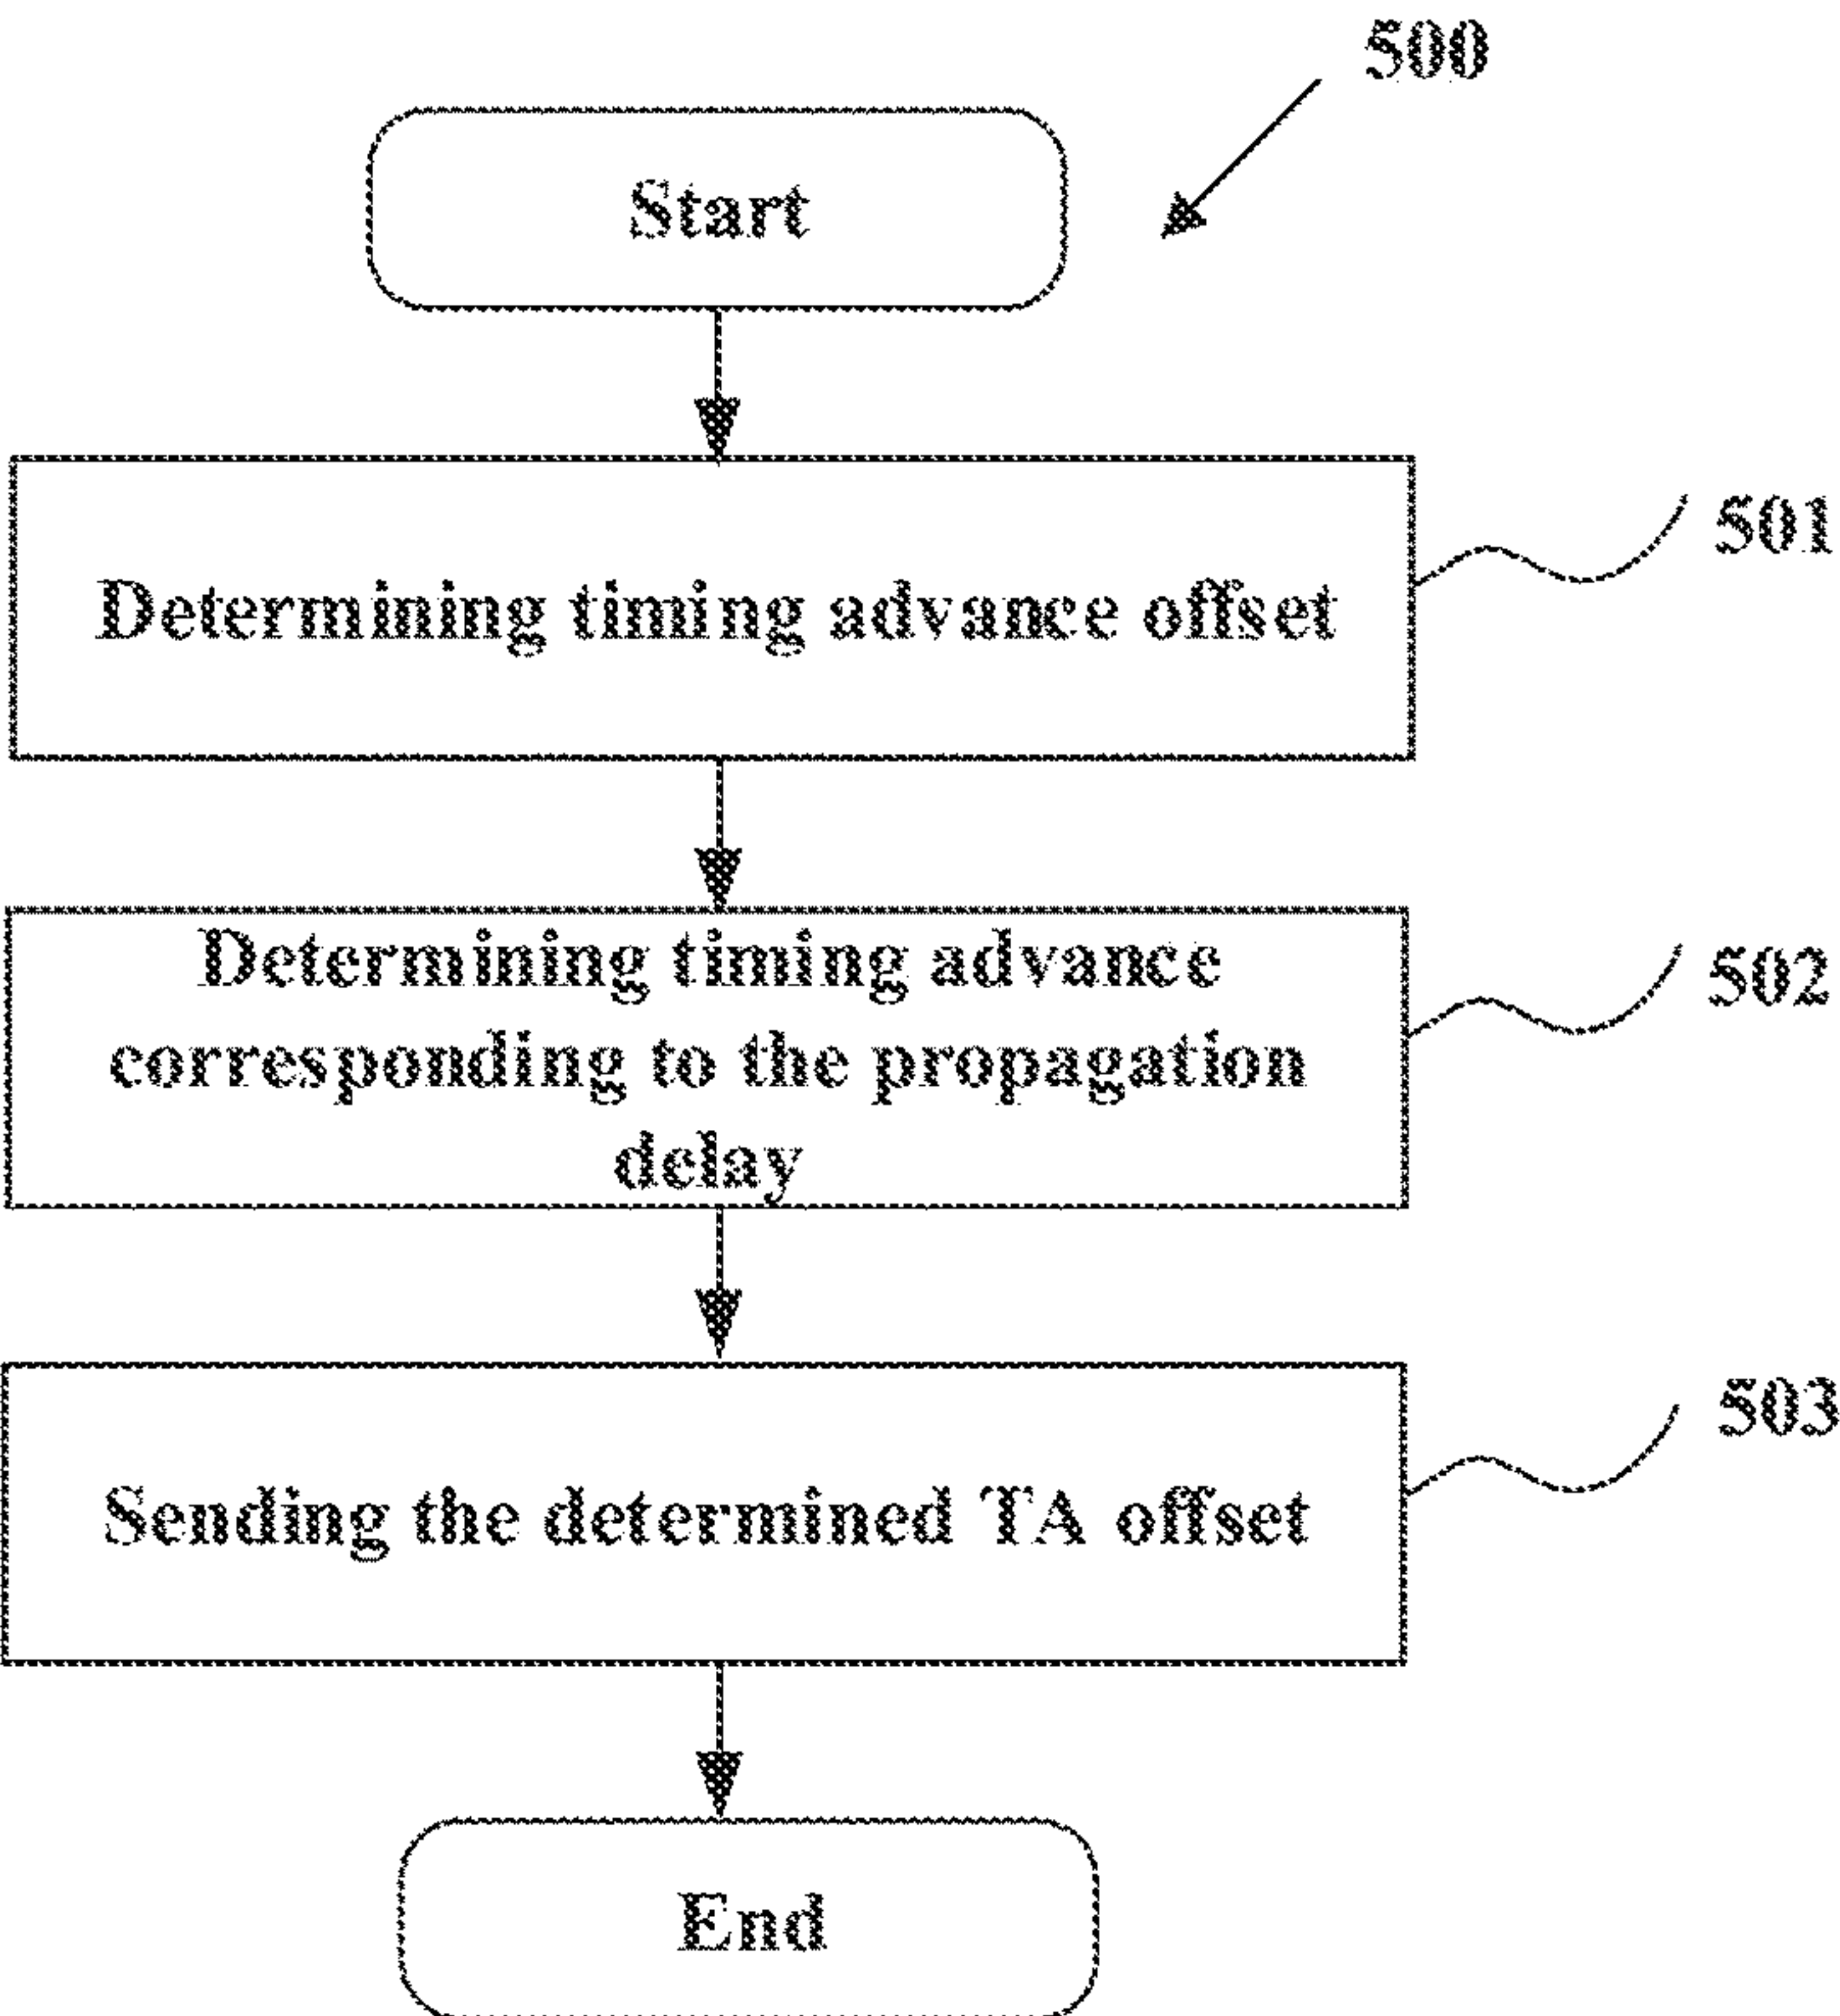 500
Start
Determining timing advance offset
501
Determining timing advance
corresponding to the propagation
delay
502
Sending the determined TA offset
503
End